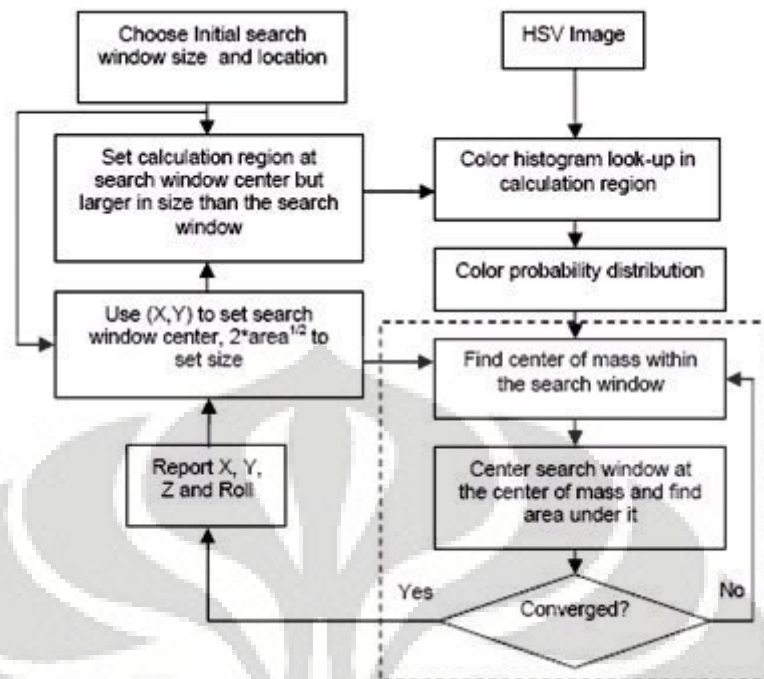 Choose Initial search
window size and location
HSV Image
Set calculation region at
search window center but
larger in size than the search
window
Color histogram look-up in
calculation region
Color probability distribution
Use (X,Y) to set search
window center, 2*area^1/2 to
set size
Find center of mass within
the search window
Report X, Y,
Z and Roll
Center search window at
the center of mass and find
area under it
Yes
Converged?
No